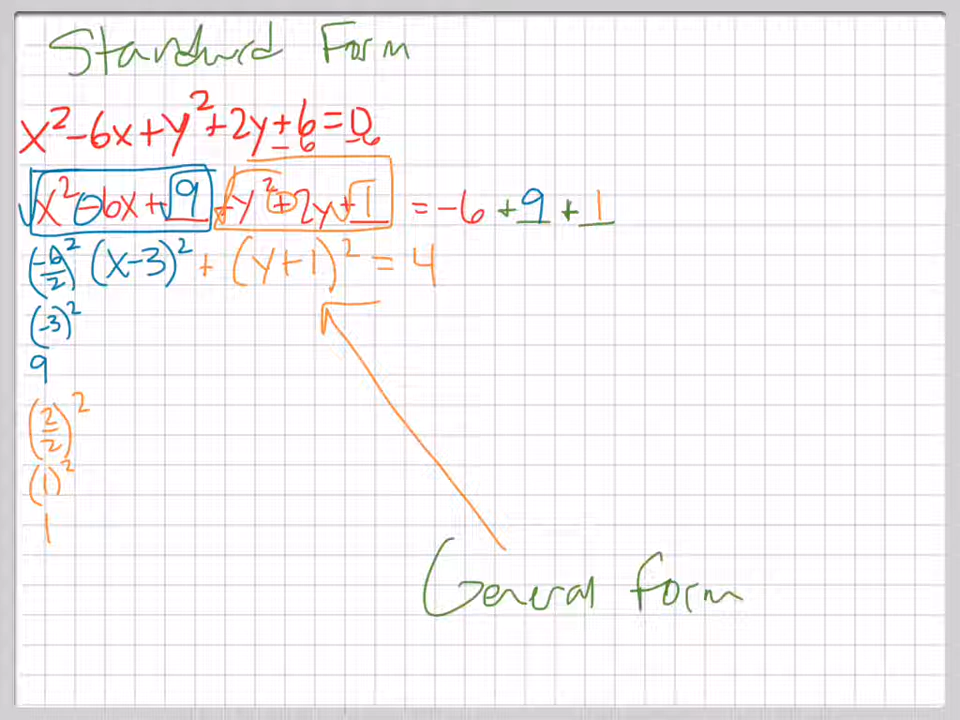 Standard Form
x²-6x+y²+2y+6=0
-6 -6
√x²-6x+√9 +√y²+2y+√1 = -6 +9 + 1
(-6/2)² (x-3)² + (y+1)² = 4
(-3)²
9
(2/2)²
(1)²
1
General form